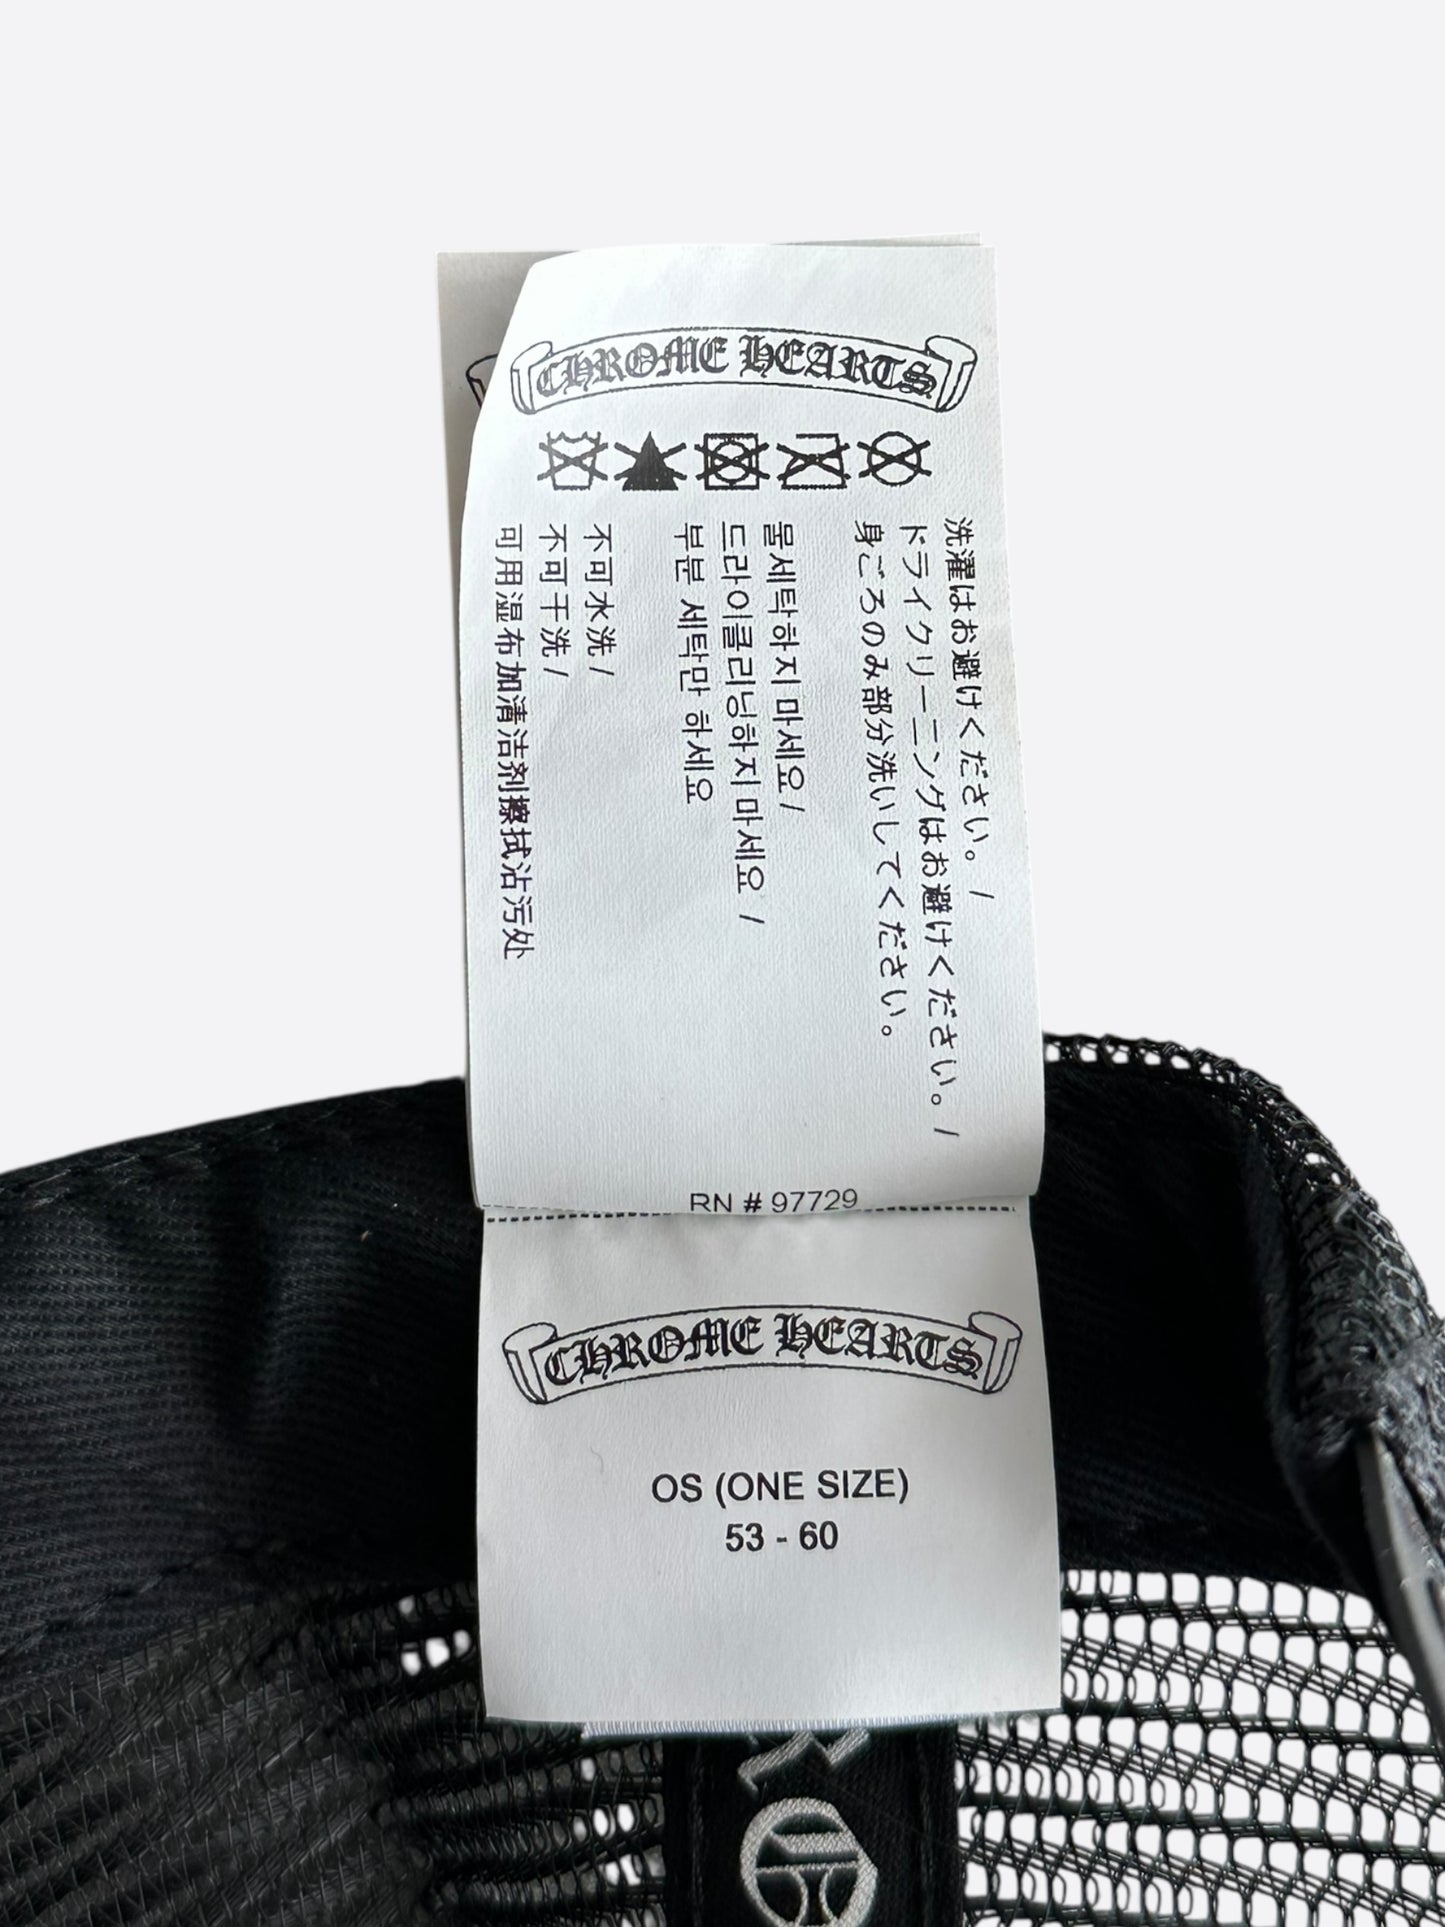 CHROME HEARTS
洗濯はお避けください。/
ドライクリーニングはお避けください。/
身ごろのみ部分洗いしてください。
물세탁하지 마세요/
드라이클리닝하지 마세요 /
부분 세탁만 하세요
不可水洗/
不可干洗/
可用湿布加清洁剂擦拭沾污处
RN # 97729
CHROME HEARTS
OS (ONE SIZE)
53 - 60